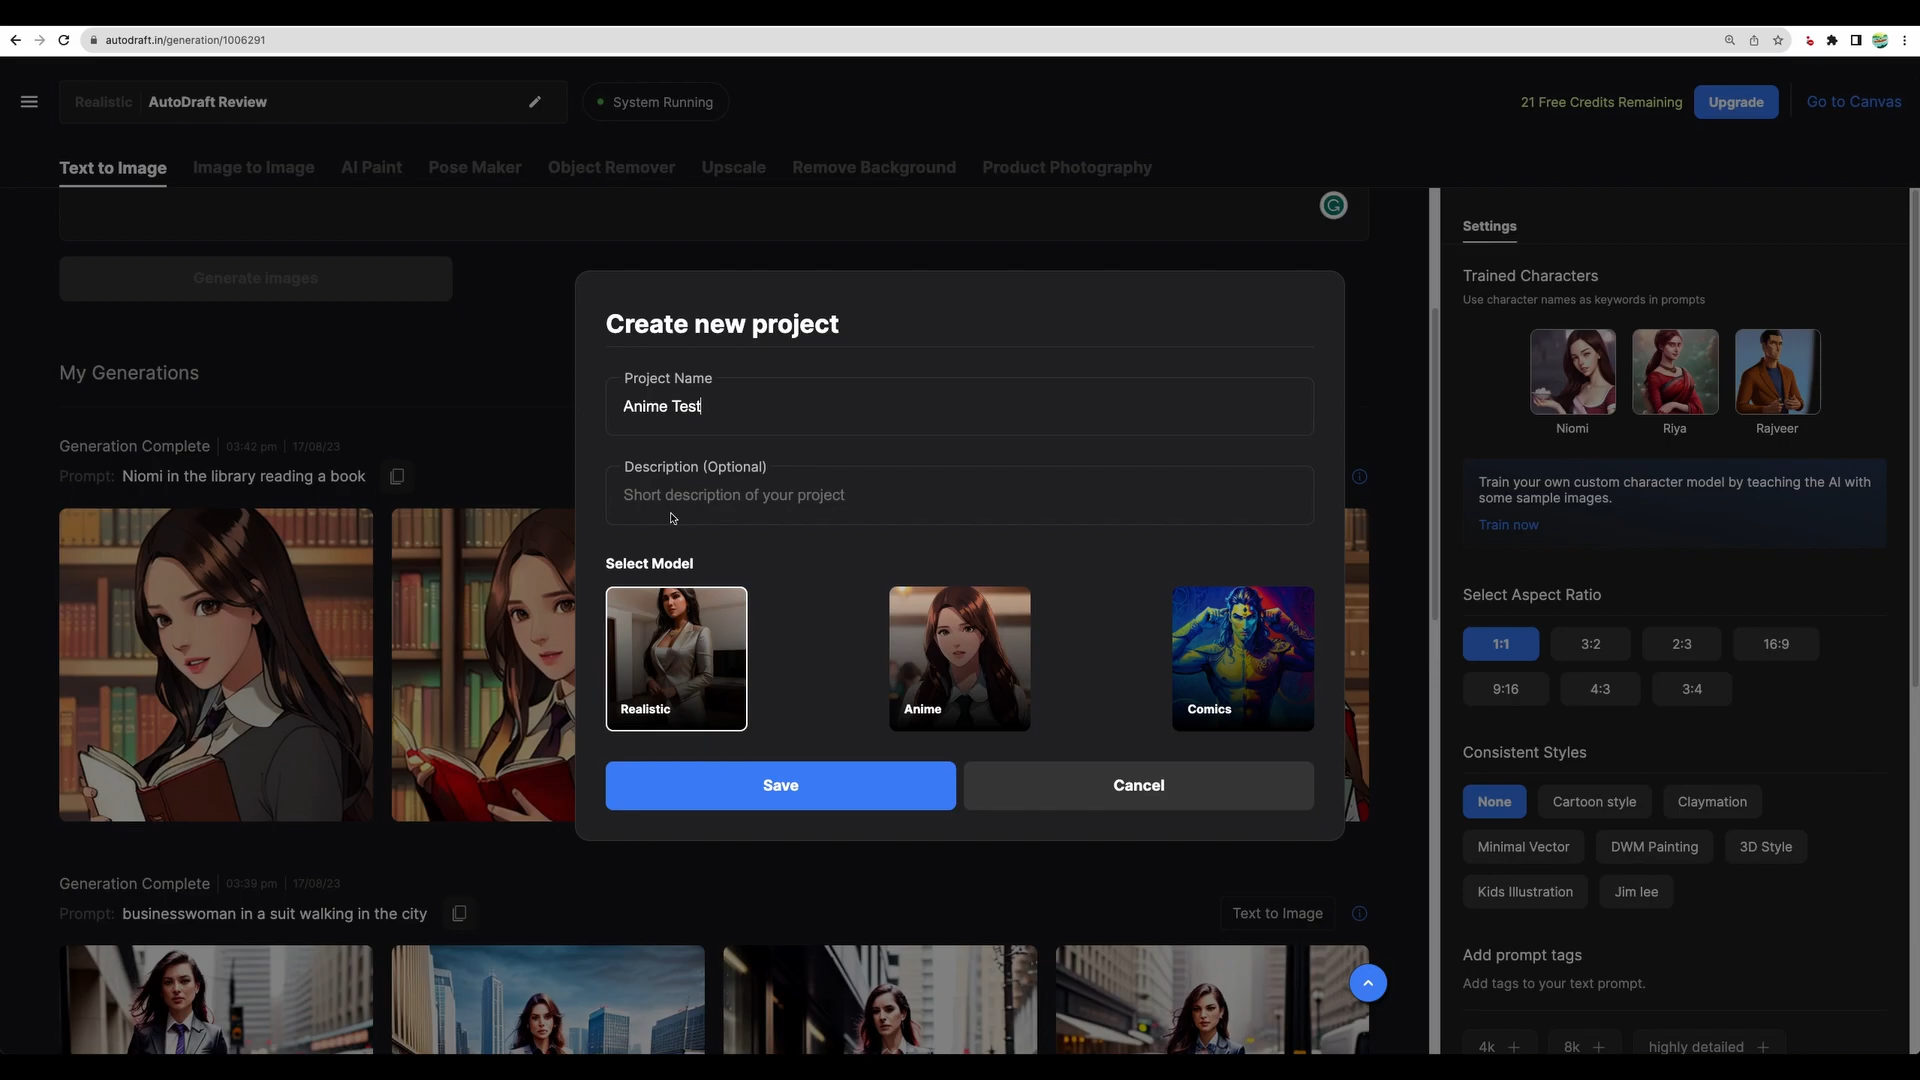 autodraft.in/generation/1006291
Realistic AutoDraft Review
System Running
21 Free Credits Remaining
Upgrade
Go to Canvas
Text to Image
Image to Image
AI Paint
Pose Maker
Object Remover
Upscale
Remove Background
Product Photography
Generate images
My Generations
Generation Complete 03:42 pm 17/08/23
Prompt: Niomi in the library reading a book
Generation Complete 03:39 pm 17/08/23
Prompt: businesswoman in a suit walking in the city
Text to Image
Create new project
Project Name
Anime Test
Description (Optional)
Short description of your project
Select Model
Realistic
Anime
Comics
Save
Cancel
Settings
Trained Characters
Use character names as keywords in prompts
Niomi
Riya
Rajveer
Train your own custom character model by teaching the AI with
some sample images.
Train now
Select Aspect Ratio
1:1 3:2 2:3 16:9
9:16 4:3 3:4
Consistent Styles
None Cartoon style Claymation
Minimal Vector DWM Painting 3D Style
Kids Illustration Jim lee
Add prompt tags
Add tags to your text prompt.
4k + 8k + highly detailed +